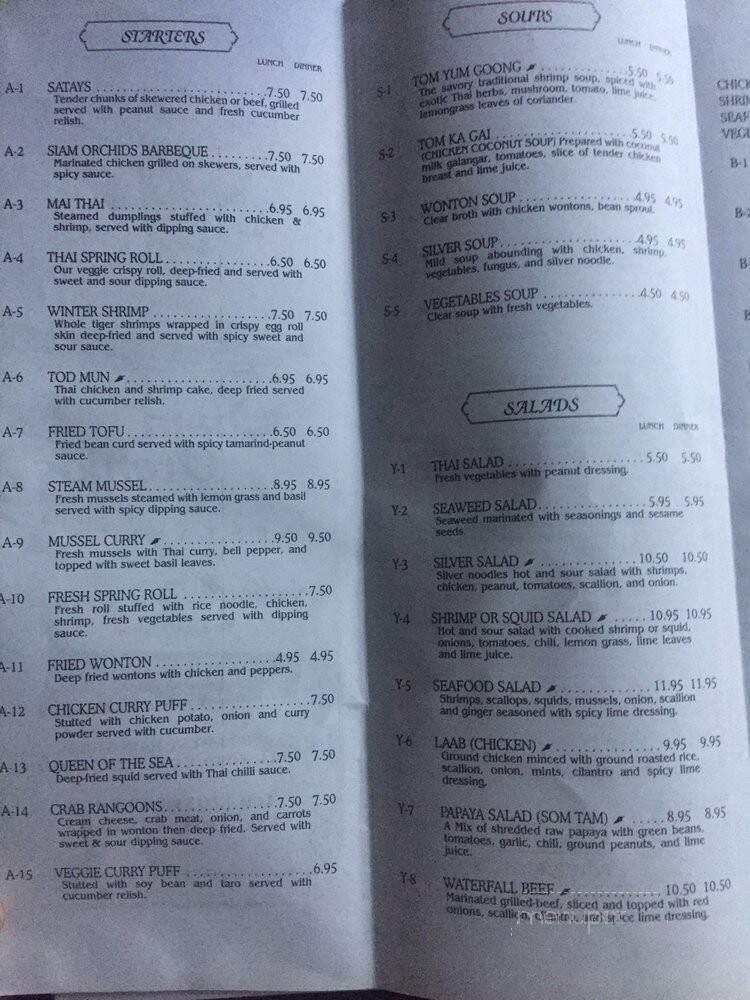 STARTERS
LUNCH DINNER
A-1 SATAYS ........................7.50 7.50
Tender chunks of skewered chicken or beef, grilled
served with peanut sauce and fresh cucumber
relish.
A-2 SIAM ORCHIDS BARBEQUE .........7.50 7.50
Marinated chicken grilled on skewers, served with
spicy sauce.
A-3 MAI THAI ........................6.95 6.95
Steamed dumplings stuffed with chicken &
shrimp, served with dipping sauce.
A-4 THAI SPRING ROLL ................6.50 6.50
Our veggie crispy roll, deep-fried and served with
sweet and sour dipping sauce.
A-5 WINTER SHRIMP ..................7.50 7.50
Whole tiger shrimps wrapped in crispy egg roll
skin deep-fried and served with spicy sweet and
sour sauce.
A-6 TOD MUN ........................6.95 6.95
Thai chicken and shrimp cake, deep fried served
with cucumber relish.
A-7 FRIED TOFU ......................6.50 6.50
Fried bean curd served with spicy tamarind-peanut
sauce.
A-8 STEAM MUSSEL ...................8.95 8.95
Fresh mussels steamed with lemon grass and basil
served with spicy dipping sauce.
A-9 MUSSEL CURRY ..................9.50 9.50
Fresh mussels with Thai curry, bell pepper, and
topped with sweet basil leaves.
A-10 FRESH SPRING ROLL ..................7.50
Fresh roll stuffed with rice noodle, chicken,
shrimp, fresh vegetables served with dipping
sauce.
A-11 FRIED WONTON ..................4.95 4.95
Deep fried wontons with chicken and peppers.
A-12 CHICKEN CURRY PUFF ................7.50
Stutted with chicken potato, onion and curry
powder served with cucumber.
A-13 QUEEN OF THE SEA ...............7.50 7.50
Deep-fried squid served with Thai chilli sauce.
A-14 CRAB RANGOONS .................7.50 7.50
Cream cheese, crab meat, onion, and carrots
wrapped in wonton then deep fried. Served with
sweet & sour dipping sauce.
A-15 VEGGIE CURRY PUFF ..................6.95
Stutted with soy bean and taro served with
cucumber relish.
SOUPS
LUNCH DINNER
S-1 TOM YUM GOONG ................5.50 5.50
The savory traditional shrimp soup, spiced with
exotic Thai herbs, mushroom, tomato, lime juice,
lemongrass leaves of coriander.
S-2 TOM KA GAI ......................5.50 5.50
(CHICKEN COCONUT SOUP) Prepared with coconut
milk galangar, tomatoes, slice of tender chicken
breast and lime juice.
S-3 WONTON SOUP ...................4.95 4.95
Clear broth with chicken wontons, bean sprout.
S-4 SILVER SOUP ......................4.95 4.95
Mild soup abounding with chicken, shrimp,
vegetables, fungus, and silver noodle.
S-5 VEGETABLES SOUP ...............4.50 4.50
Clear soup with fresh vegetables.
SALADS
LUNCH DINNER
Y-1 THAI SALAD ......................5.50 5.50
Fresh vegetables with peanut dressing.
Y-2 SEAWEED SALAD ..................5.95 5.95
Seaweed marinated with seasonings and sesame
seeds.
Y-3 SILVER SALAD ..................10.50 10.50
Silver noodles hot and sour salad with shrimps,
chicken, peanut, tomatoes, scallion, and onion.
Y-4 SHRIMP OR SQUID SALAD ......10.95 10.95
Hot and sour salad with cooked shrimp or squid,
onions, tomatoes, chili, lemon grass, lime leaves
and lime juice.
Y-5 SEAFOOD SALAD ...............11.95 11.95
Shrimps, scallops, squids, mussels, onion, scallion
and ginger seasoned with spicy lime dressing.
Y-6 LAAB (CHICKEN) .................9.95 9.95
Ground chicken minced with ground roasted rice,
scallion, onion, mints, cilantro and spicy lime
dressing.
Y-7 PAPAYA SALAD (SOM TAM) ......8.95 8.95
A Mix of shredded raw papaya with green beans,
tomatoes, garlic, chili, ground peanuts, and lime
juice.
Y-8 WATERFALL BEEF ...............10.50 10.50
Marinated grilled-beef, sliced and topped with red
onions, scallion, cilantro, and rice lime dressing.
menupix
CHICK
SHRIM
SEAF
VEGE
B-1
B-2